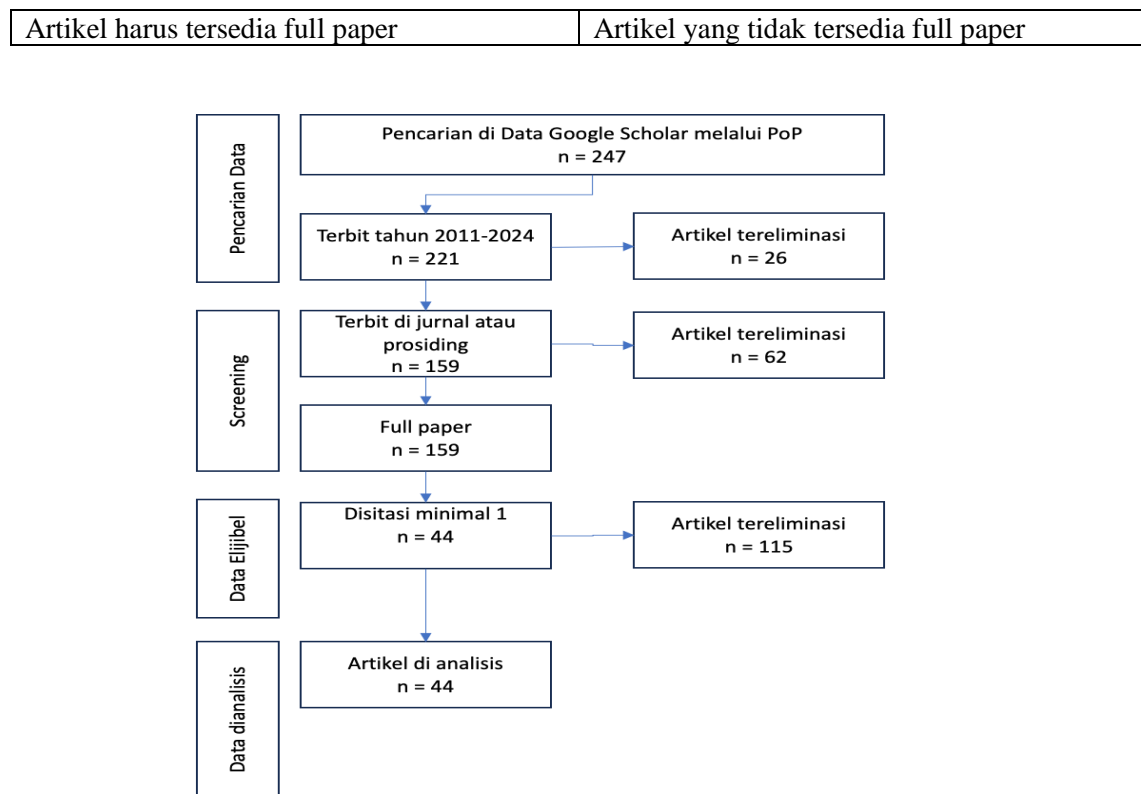 Artikel harus tersedia full paper
Artikel yang tidak tersedia full paper
Pencarian Data
Pencarian di Data Google Scholar melalui PoP
n = 247
Terbit tahun 2011-2024
n = 221
Artikel tereliminasi
n = 26
Screening
Terbit di jurnal atau
prosiding
n = 159
Artikel tereliminasi
n = 62
Full paper
n = 159
Data Elijibel
Disitasi minimal 1
n = 44
Artikel tereliminasi
n = 115
Data dianalisis
Artikel di analisis
n = 44